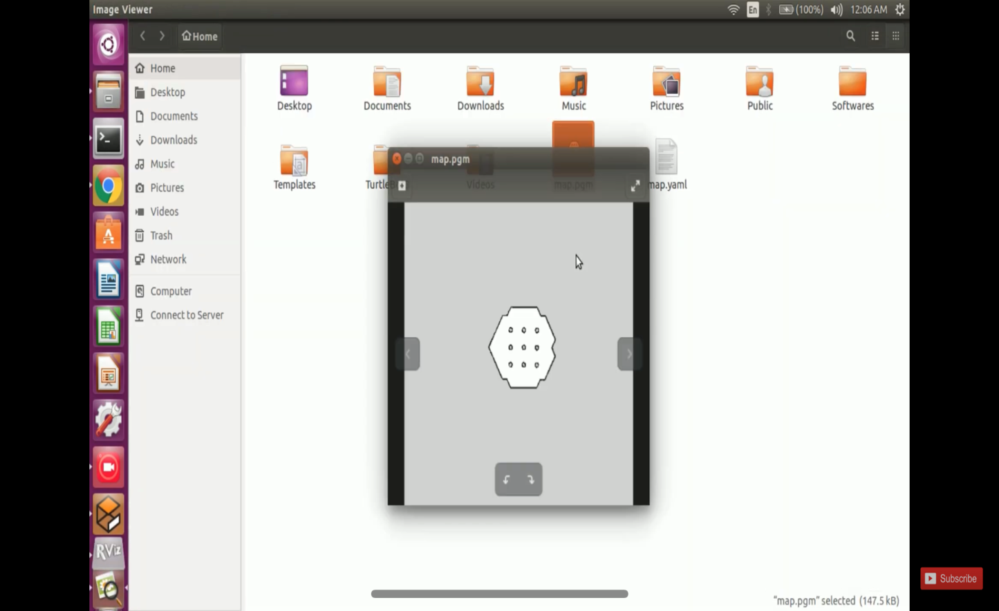 Image Viewer
En
(100%)
12:06 AM
Home
Home
Desktop
Documents
Downloads
Music
Pictures
Videos
Trash
Network
Computer
Connect to Server
Desktop
Documents
Downloads
Music
Pictures
Public
Softwares
Templates
TurtleB
Videos
map.pgm
map.yaml
map.pgm
RViz
Subscribe
"map.pgm" selected (147.5 kB)